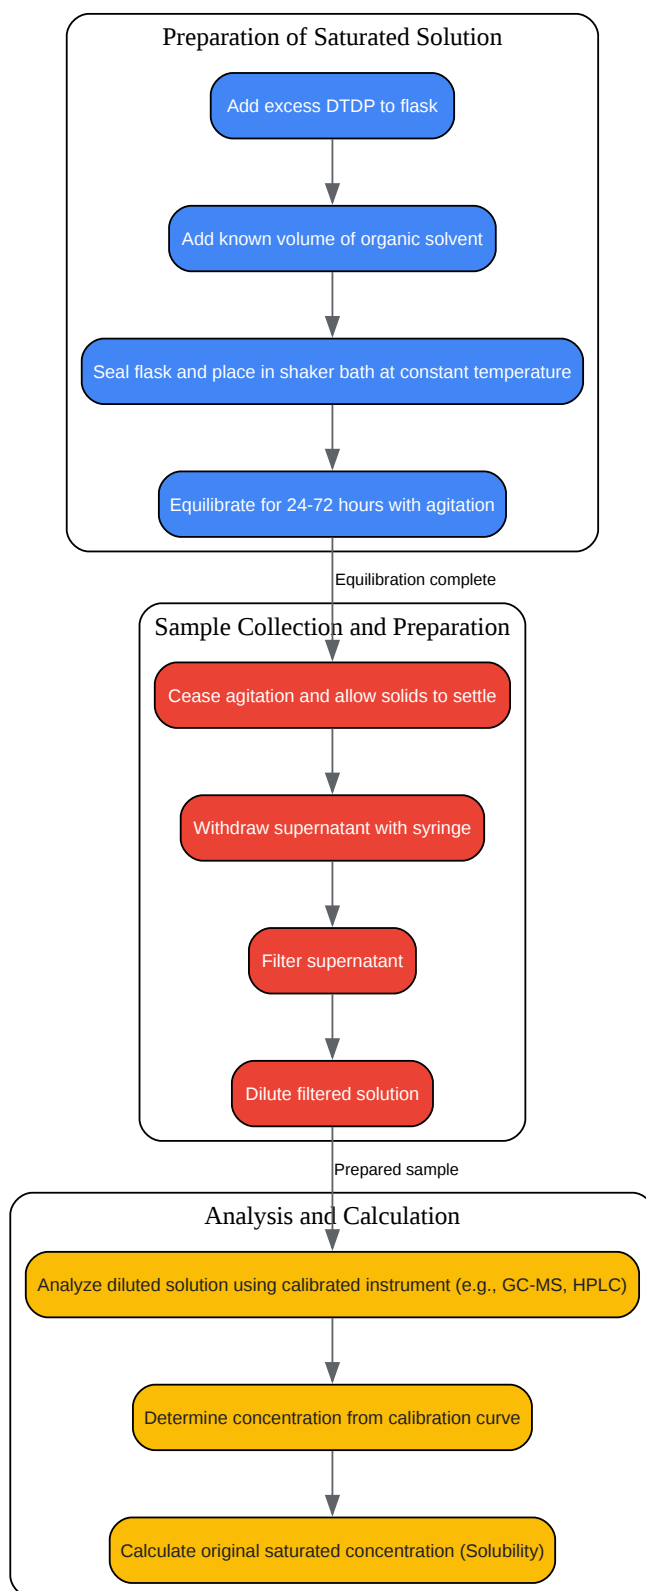 Preparation of Saturated Solution
Add excess DTDP to flask
Add known volume of organic solvent
Seal flask and place in shaker bath at constant temperature
Equilibrate for 24-72 hours with agitation
Equilibration complete
Sample Collection and Preparation
Cease agitation and allow solids to settle
Withdraw supernatant with syringe
Filter supernatant
Dilute filtered solution
Prepared sample
Analysis and Calculation
Analyze diluted solution using calibrated instrument (e.g., GC-MS, HPLC)
Determine concentration from calibration curve
Calculate original saturated concentration (Solubility)